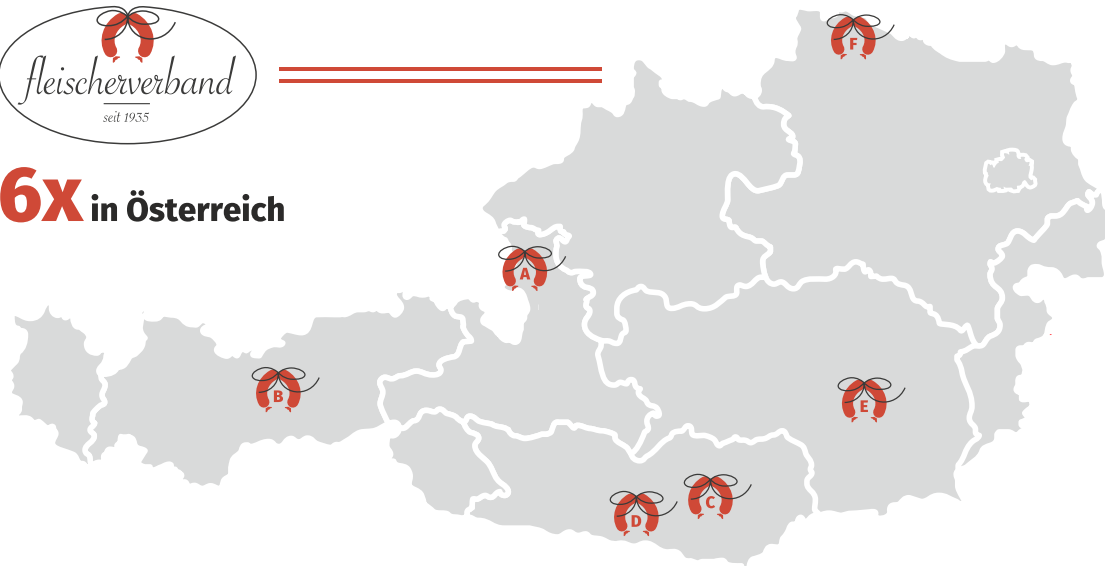 fleischerverband
seit 1935
6x in Österreich
F
A
B
E
C
D